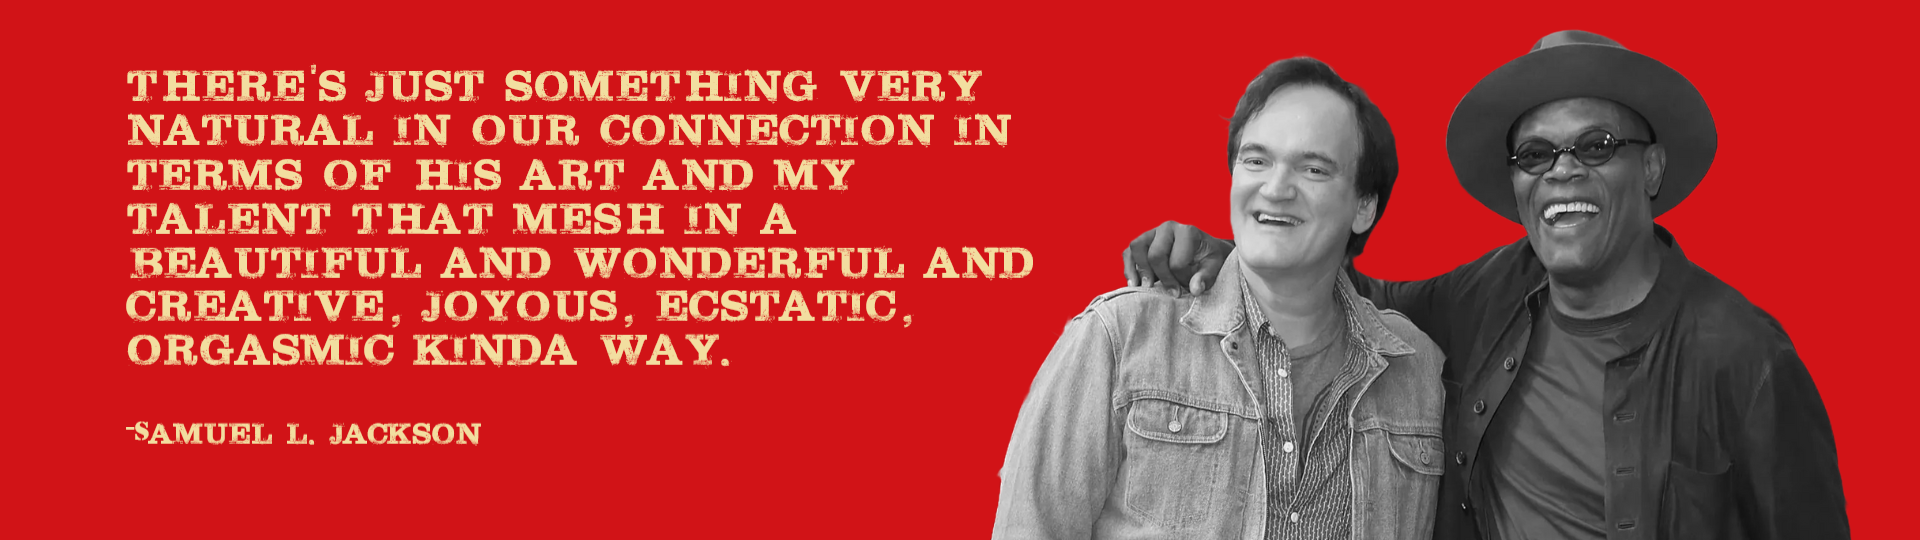 THERE'S JUST SOMETHING VERY
NATURAL IN OUR CONNECTION IN
TERMS OF HIS ART AND MY
TALENT THAT MESH IN A
BEAUTIFUL AND WONDERFUL AND
CREATIVE, JOYOUS, ECSTATIC,
ORGASMIC KINDA WAY.
-SAMUEL L. JACKSON